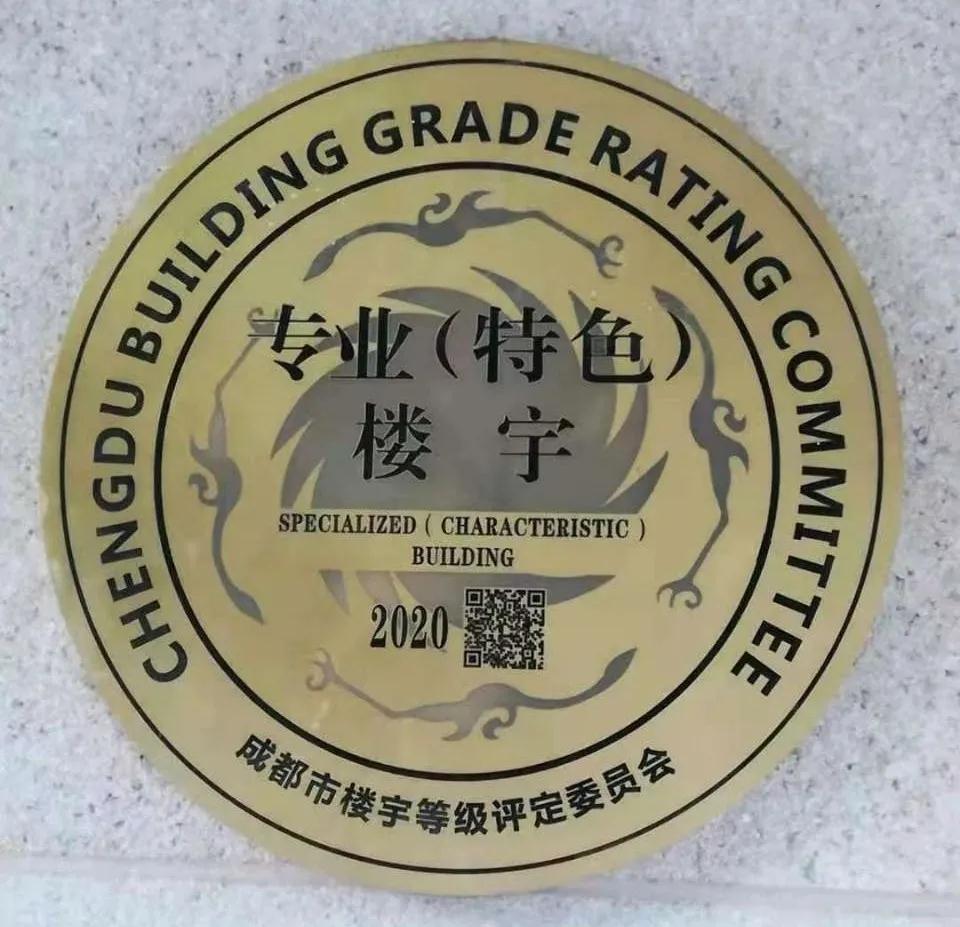 CHENGDU BUILDING GRADE RATING COMMITTEE
专业(特色)
楼宇
SPECIALIZED ( CHARACTERISTIC )
BUILDING
2020
成都市楼宇等级评定委员会